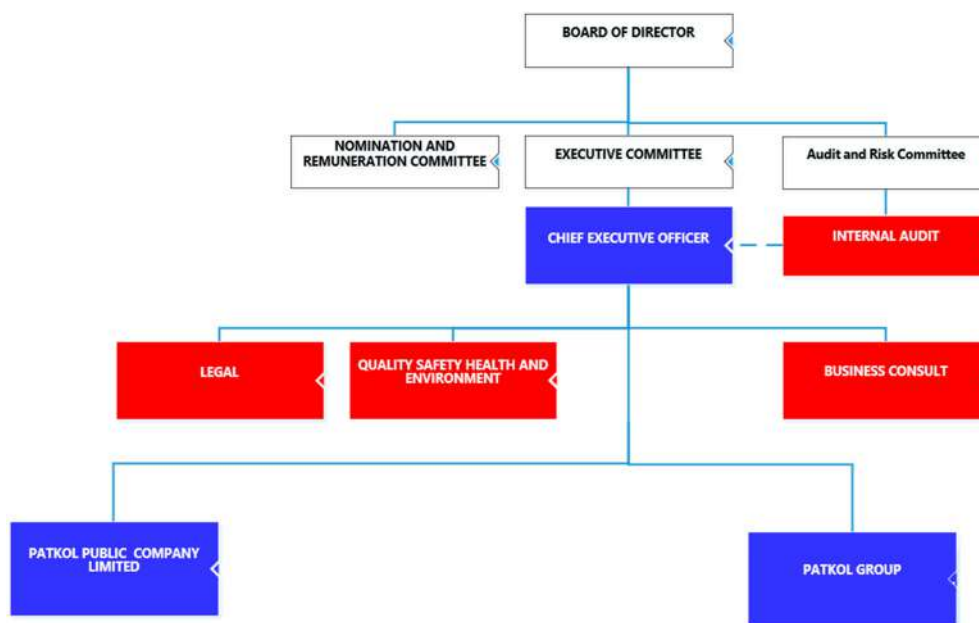 BOARD OF DIRECTOR
NOMINATION AND
REMUNERATION COMMITTEE
EXECUTIVE COMMITTEE
Audit and Risk Committee
CHIEF EXECUTIVE OFFICER
INTERNAL AUDIT
LEGAL
QUALITY SAFETY HEALTH AND
ENVIRONMENT
BUSINESS CONSULT
PATKOL PUBLIC COMPANY
LIMITED
PATKOL GROUP